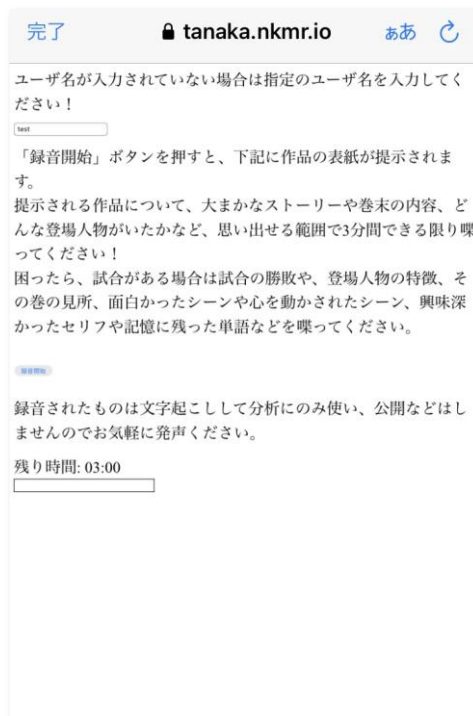 完了
tanaka.nkmr.io
ああ
ユーザ名が入力されていない場合は指定のユーザ名を入力してく
ださい！
test
「録音開始」ボタンを押すと、下記に作品の表紙が提示されま
す。
提示される作品について、大まかなストーリーや巻末の内容、ど
んな登場人物がいたかなど、思い出せる範囲で3分間できる限り喋
ってください！
困ったら、試合がある場合は試合の勝敗や、登場人物の特徴、そ
の巻の見所、面白かったシーンや心を動かされたシーン、興味深
かったセリフや記憶に残った単語などを喋ってください。
録音開始
録音されたものは文字起こしして分析にのみ使い、公開などはし
ませんのでお気軽に発声ください。
残り時間: 03:00